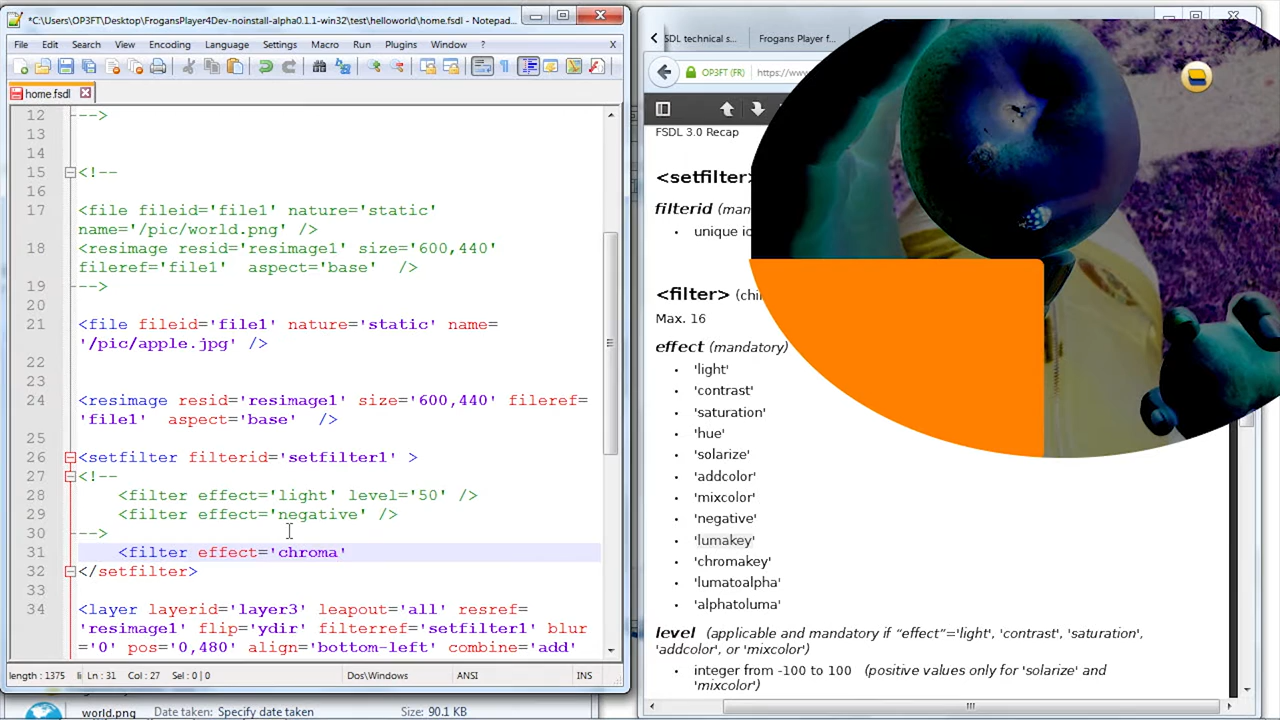 *C:\Users\OP3FT\Desktop\FrogansPlayer4Dev-noinstall-alpha0.1.1-win32\test\helloworld\home.fsdl - Notepad...
File Edit Search View Encoding Language Settings Macro Run Plugins Window ? X
home.fsdl
12 -->
13
14
15 <!--
16
17 <file fileid='file1' nature='static'
name='/pic/world.png' />
18 <resimage resid='resimage1' size='600,440'
fileref='file1' aspect='base' />
19 -->
20
21 <file fileid='file1' nature='static' name=
'/pic/apple.jpg' />
22
23
24 <resimage resid='resimage1' size='600,440' fileref=
'file1' aspect='base' />
25
26 <setfilter filterid='setfilter1' >
27 <!--
28 <filter effect='light' level='50' />
29 <filter effect='negative' />
30 -->
31 <filter effect='chroma'
32 </setfilter>
33
34 <layer layerid='layer3' leapout='all' resref=
'resimage1' flip='ydir' filterref='setfilter1' blur
='0' pos='0,480' align='bottom-left' combine='add'
length : 1375 li Ln : 31 Col : 27 Sel : 0 | 0 Dos\Windows ANSI INS
world.png Date taken: Specify date taken Size: 90.1 KB
SDL technical s... Frogans Player f...
OP3FT (FR) https://www
FSDL 3.0 Recap
<setfilter>
filterid (man
• unique ic
<filter> (chi
Max. 16
effect (mandatory)
• 'light'
• 'contrast'
• 'saturation'
• 'hue'
• 'solarize'
• 'addcolor'
• 'mixcolor'
• 'negative'
• 'lumakey'
• 'chromakey'
• 'lumatoalpha'
• 'alphatoluma'
level (applicable and mandatory if “effect”='light', 'contrast', 'saturation',
'addcolor', or 'mixcolor')
• integer from -100 to 100 (positive values only for 'solarize' and
'mixcolor')